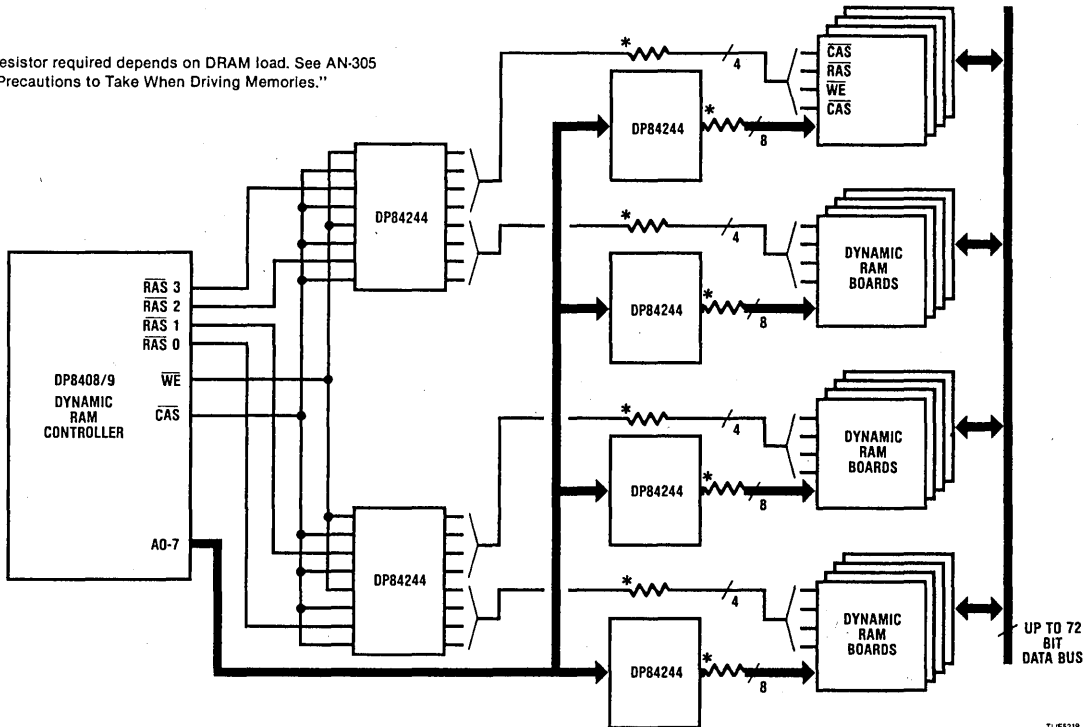 esistor required depends on DRAM load. See AN-305
Precautions to Take When Driving Memories."
*
4
CAS
RAS
WE
CAS
DP84244
*
8
DP84244
*
4
DYNAMIC
RAM
BOARDS
DP84244
*
8
DP8408/9
DYNAMIC
RAM
CONTROLLER
RAS 3
RAS 2
RAS 1
RAS 0
WE
CAS
A0-7
*
4
DYNAMIC
RAM
BOARDS
DP84244
*
8
DP84244
*
4
DYNAMIC
RAM
BOARDS
DP84244
*
8
UP TO 72
BIT
DATA BUS